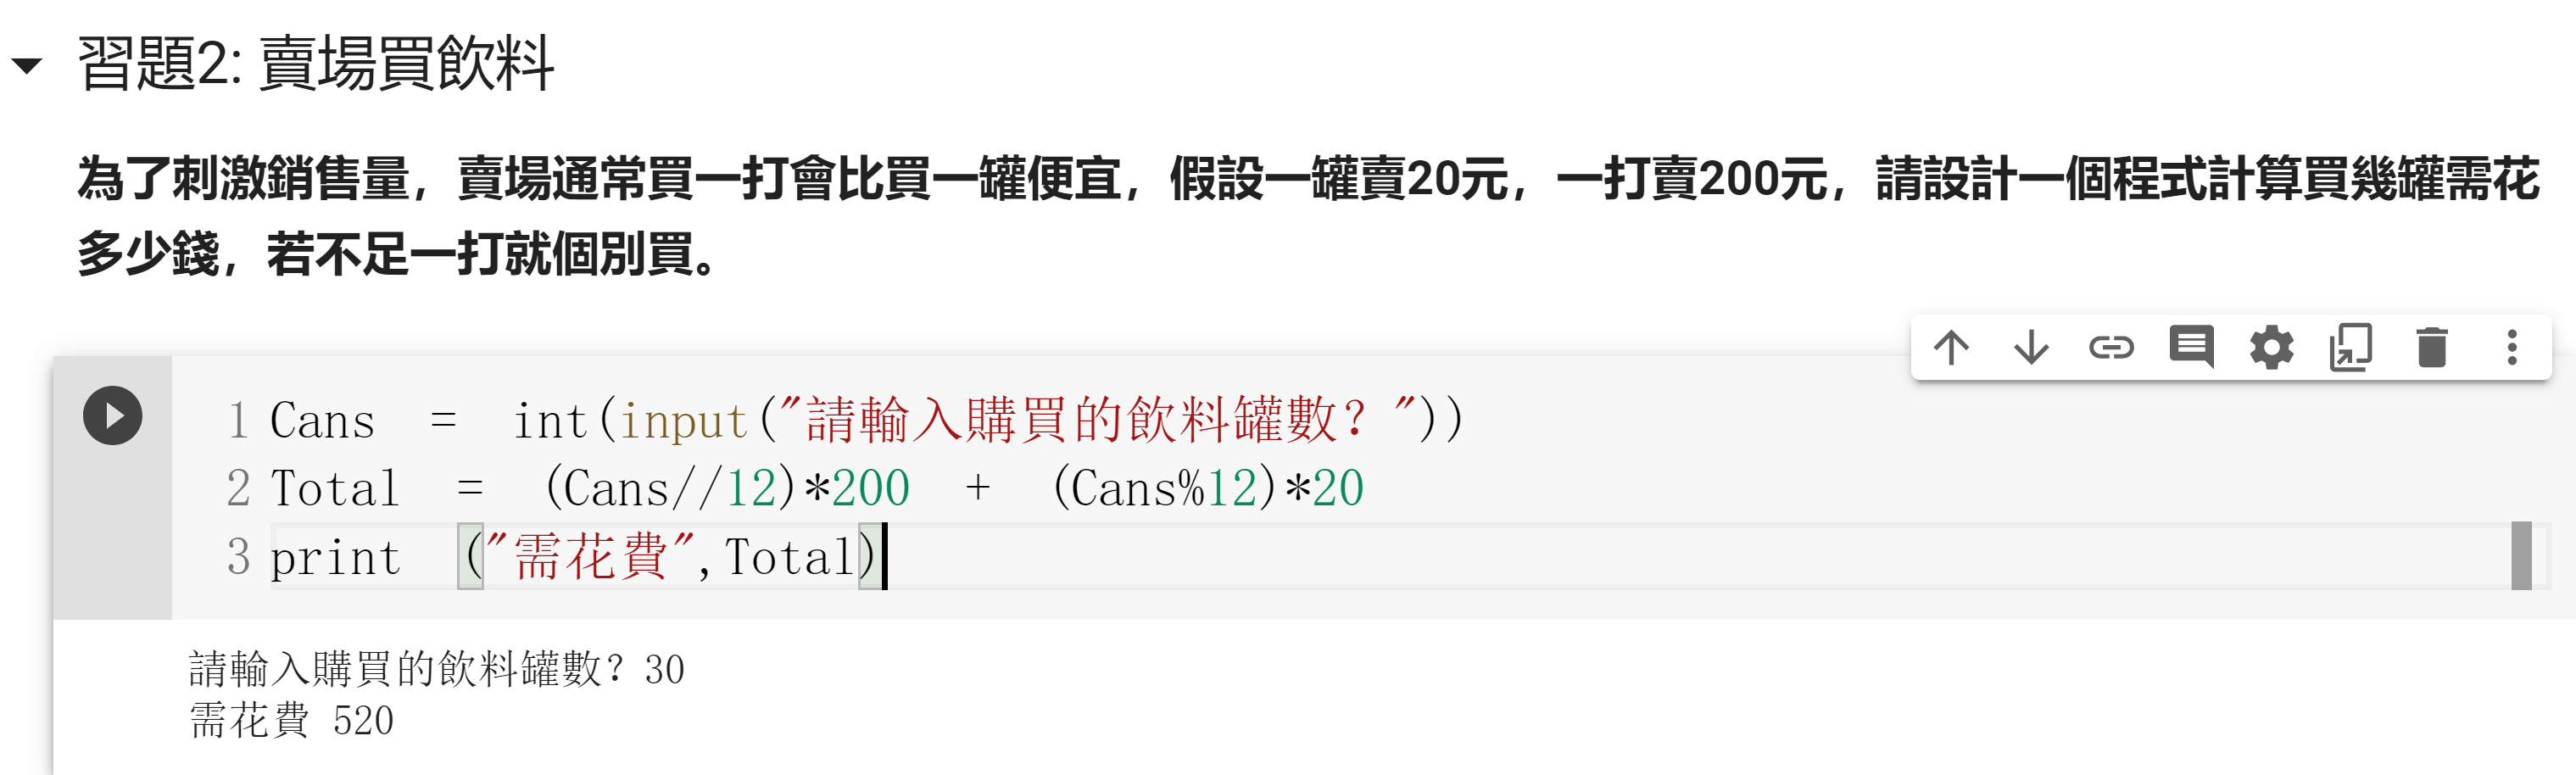 習題2: 賣場買飲料
為了刺激銷售量，賣場通常買一打會比買一罐便宜，假設一罐賣20元，一打賣200元，請設計一個程式計算買幾罐需花
多少錢，若不足一打就個別買。
1 Cans = int(input("請輸入購買的飲料罐數？"))
2 Total = (Cans//12)*200 + (Cans%12)*20
3 print ("需花費",Total)
請輸入購買的飲料罐數？30
需花費 520